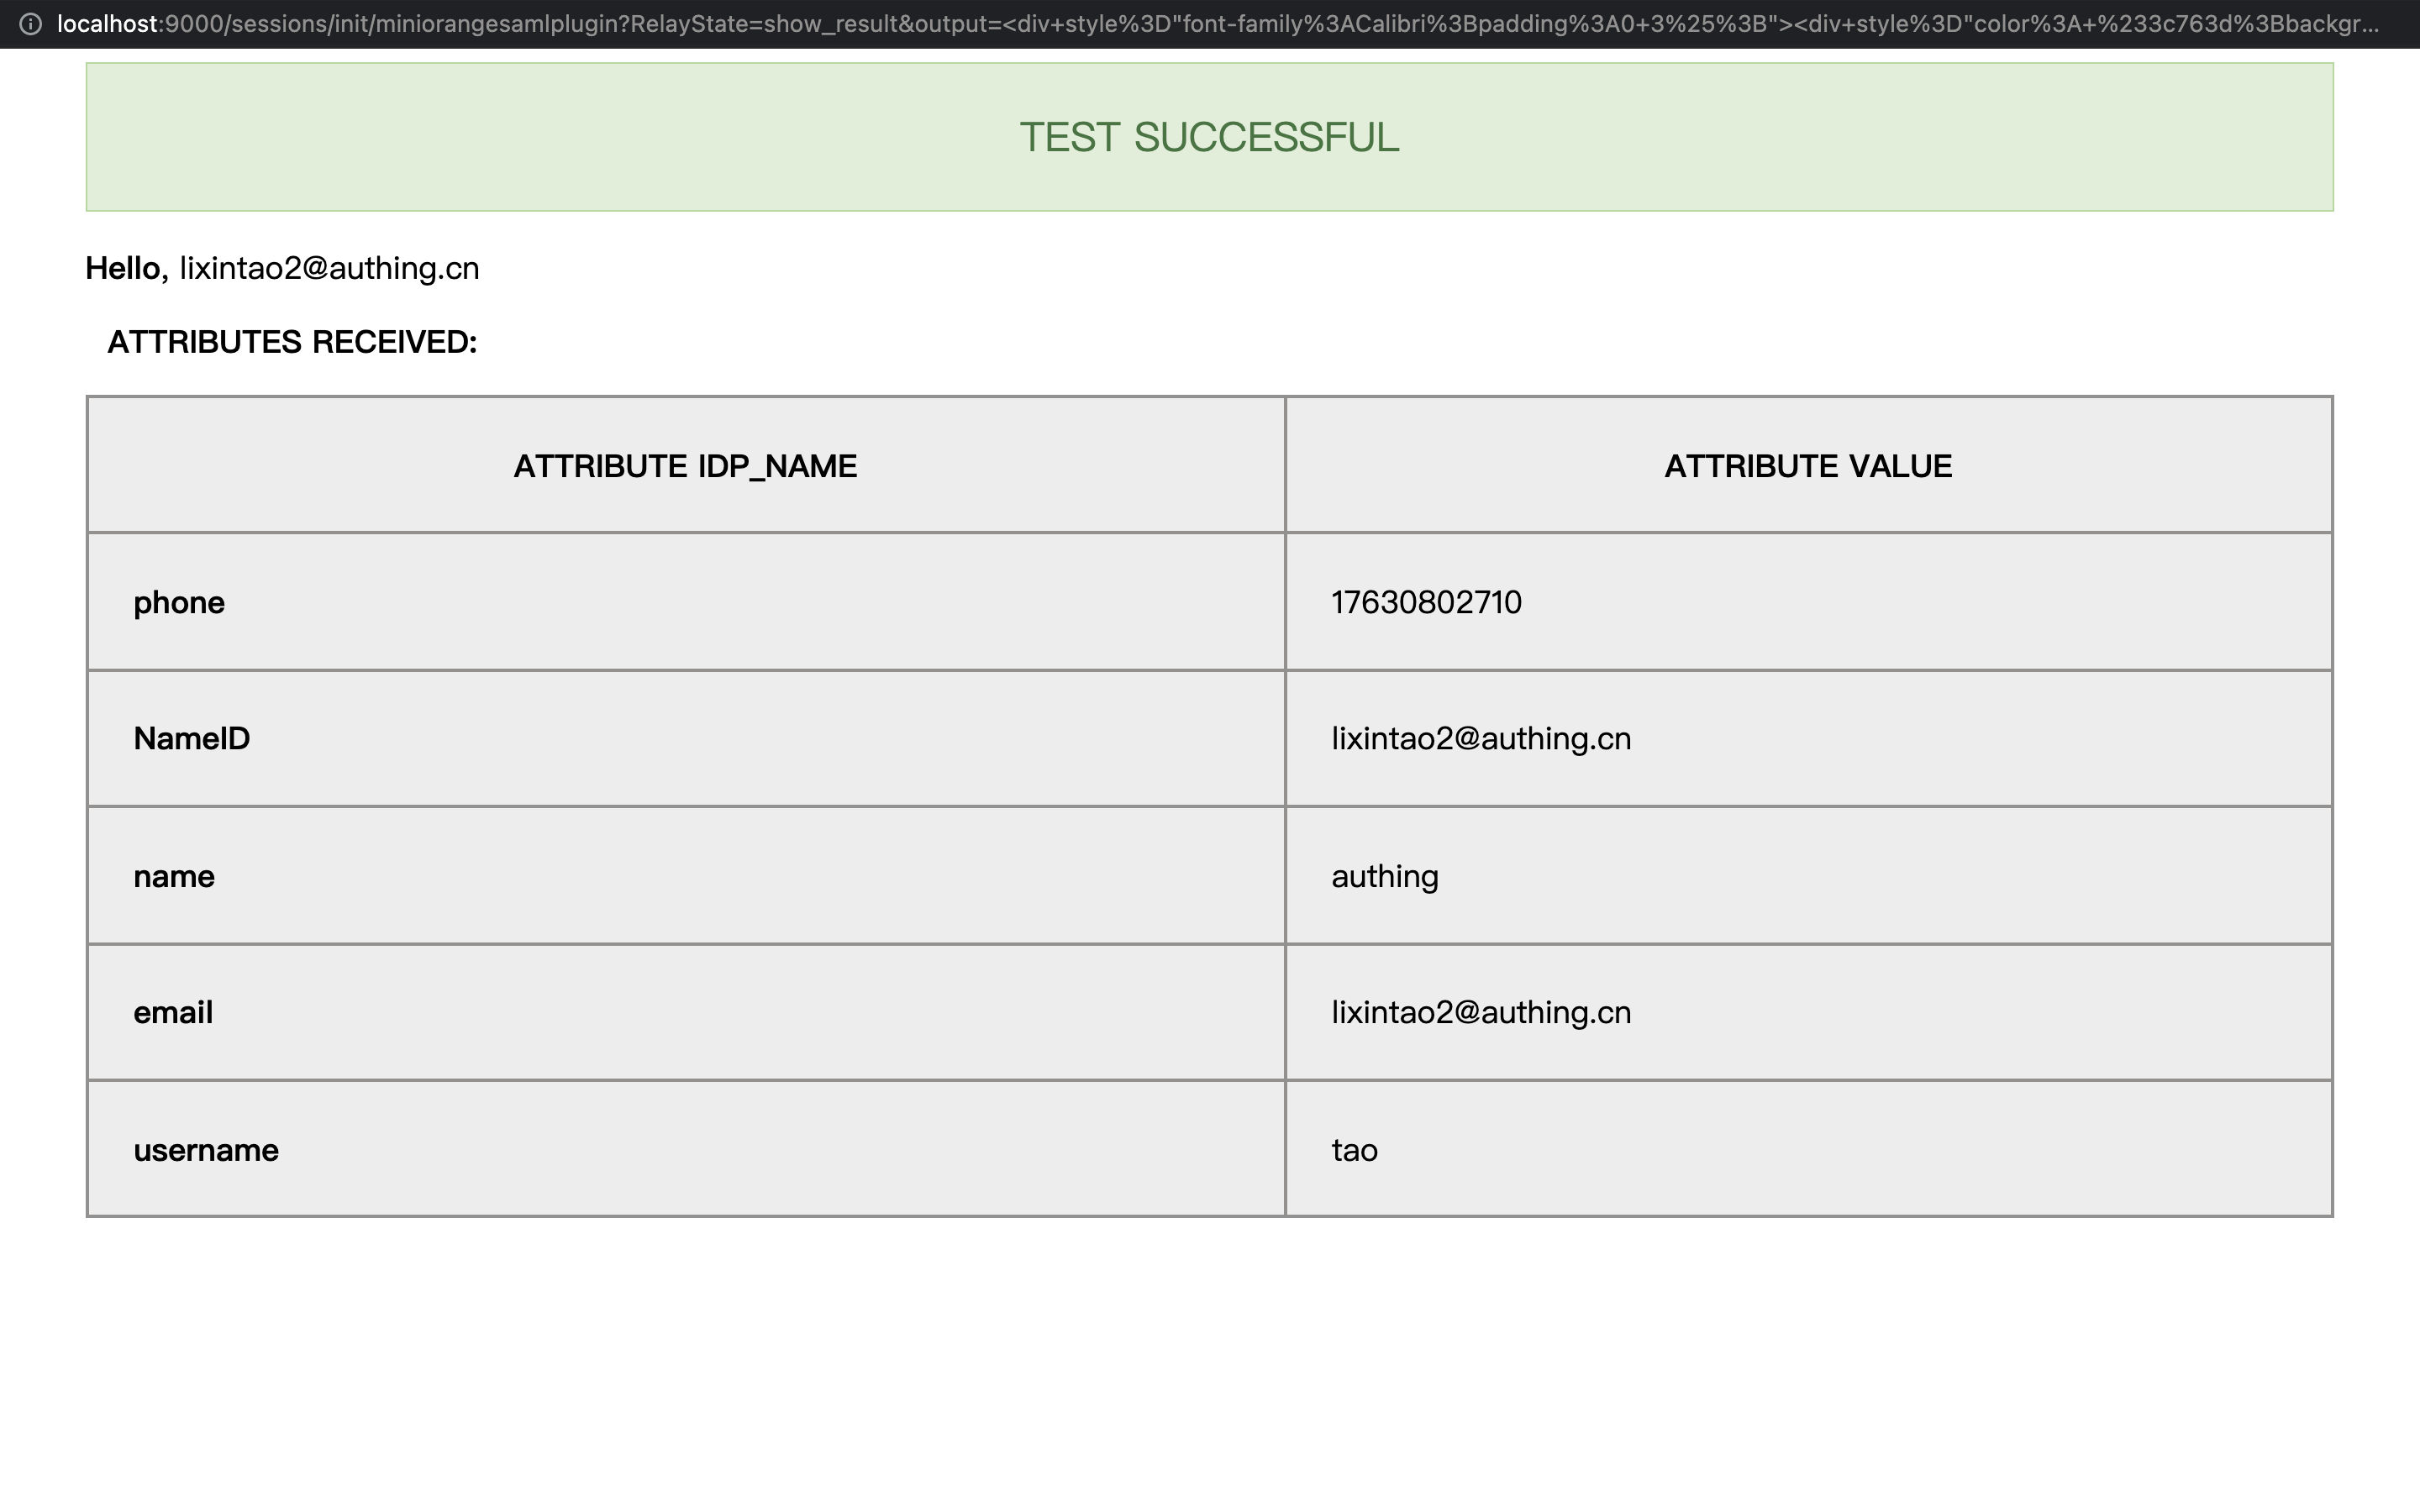 localhost:9000/sessions/init/miniorangesamlplugin?RelayState=show_result&output=<div+style%3D"font-family%3ACalibri%3Bpadding%3A0+3%25%3B"><div+style%3D"color%3A+%233c763d%3Bbackgr...
TEST SUCCESSFUL
Hello, lixintao2@authing.cn
ATTRIBUTES RECEIVED:
ATTRIBUTE IDP_NAME ATTRIBUTE VALUE
phone 17630802710
NameID lixintao2@authing.cn
name authing
email lixintao2@authing.cn
username tao